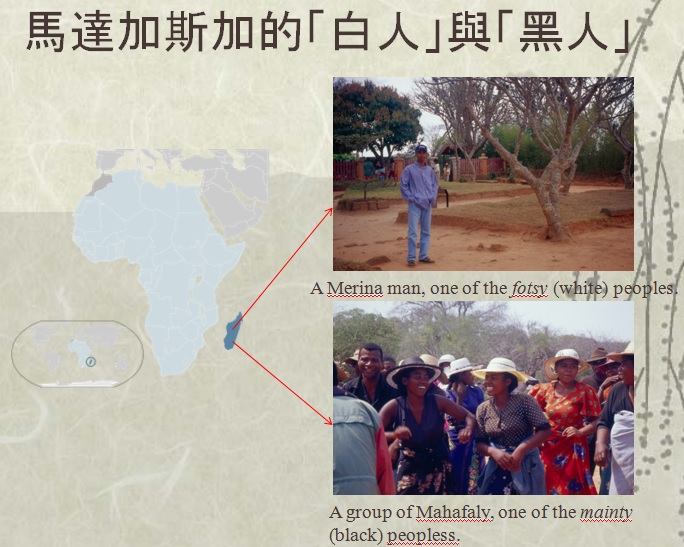 馬達加斯加的「白人」與「黑人」
A Merina man, one of the fotsy (white) peoples.
A group of Mahafaly, one of the mainty
(black) peopless.